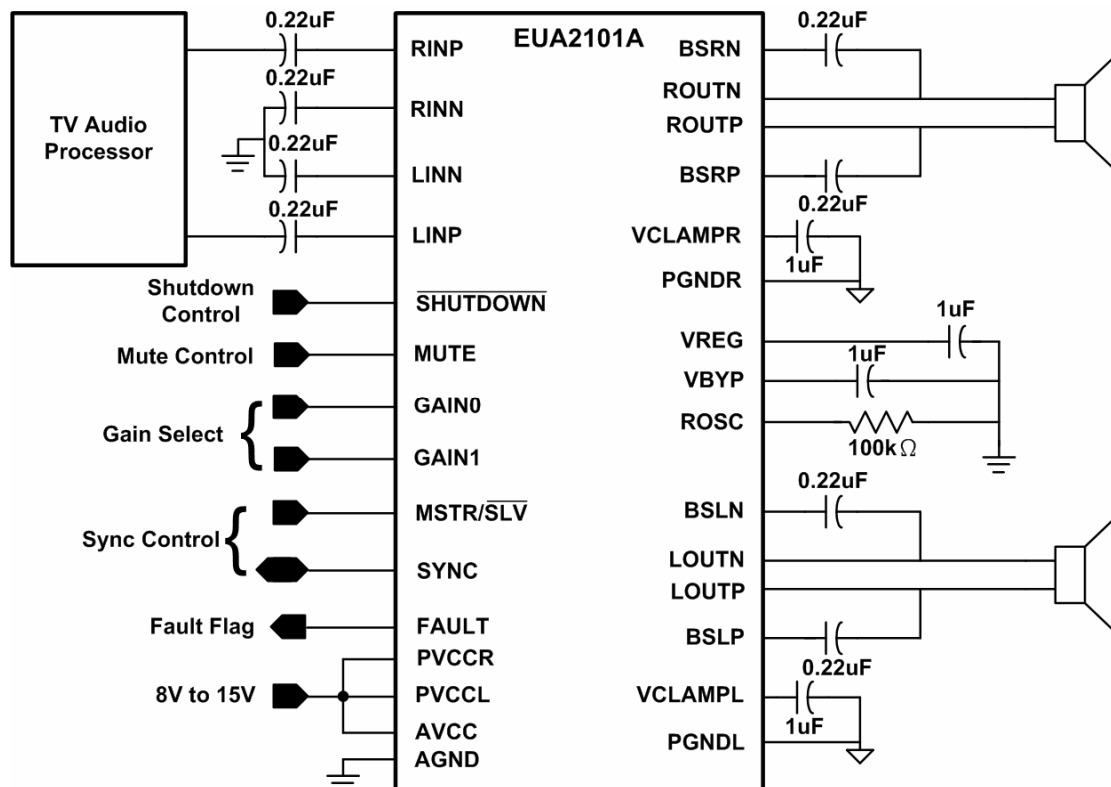 EUA2101A
TV Audio
Processor
0.22uF
0.22uF
0.22uF
0.22uF
Shutdown
Control
Mute Control
Gain Select
Sync Control
Fault Flag
8V to 15V
RINP
RINN
LINN
LINP
SHUTDOWN
MUTE
GAIN0
GAIN1
MSTR/SLV
SYNC
FAULT
PVCCR
PVCCL
AVCC
AGND
BSRN
ROUTN
ROUTP
BSRP
VCLAMPR
PGNDR
VREG
VBYP
ROSC
BSLN
LOUTN
LOUTP
BSLP
VCLAMPL
PGNDL
0.22uF
0.22uF
1uF
1uF
1uF
100kΩ
0.22uF
0.22uF
1uF